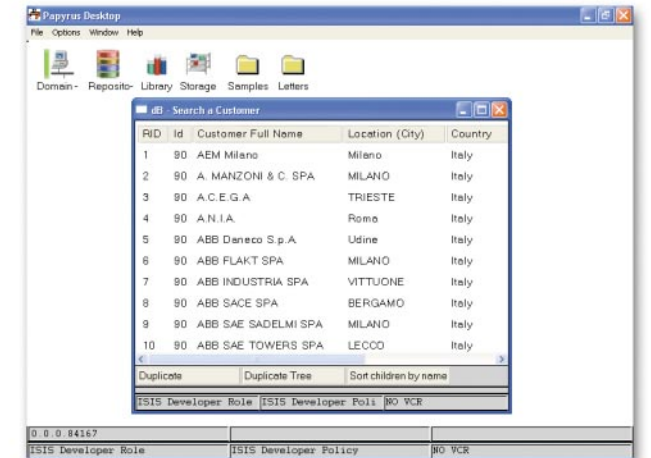 Papyrus Desktop
File Options Window Help
Domain- Reposito- Library Storage Samples Letters
dB - Search a Customer
RID Id Customer Full Name Location (City) Country
1 90 AEM Milano Milano Italy
2 90 A. MANZONI & C. SPA MILANO Italy
3 90 A.C.E.G.A TRIESTE Italy
4 90 A.N.I.A. Roma Italy
5 90 ABB Daneco S.p.A. Udine Italy
6 90 ABB FLAKT SPA MILANO Italy
7 90 ABB INDUSTRIA SPA VITTUONE Italy
8 90 ABB SACE SPA BERGAMO Italy
9 90 ABB SAE SADELMI SPA MILANO Italy
10 90 ABB SAE TOWERS SPA LECCO Italy
Duplicate Duplicate Tree Sort children by name
ISIS Developer Role ISIS Developer Poli NO VCR
0.0.0.84167
ISIS Developer Role ISIS Developer Policy NO VCR